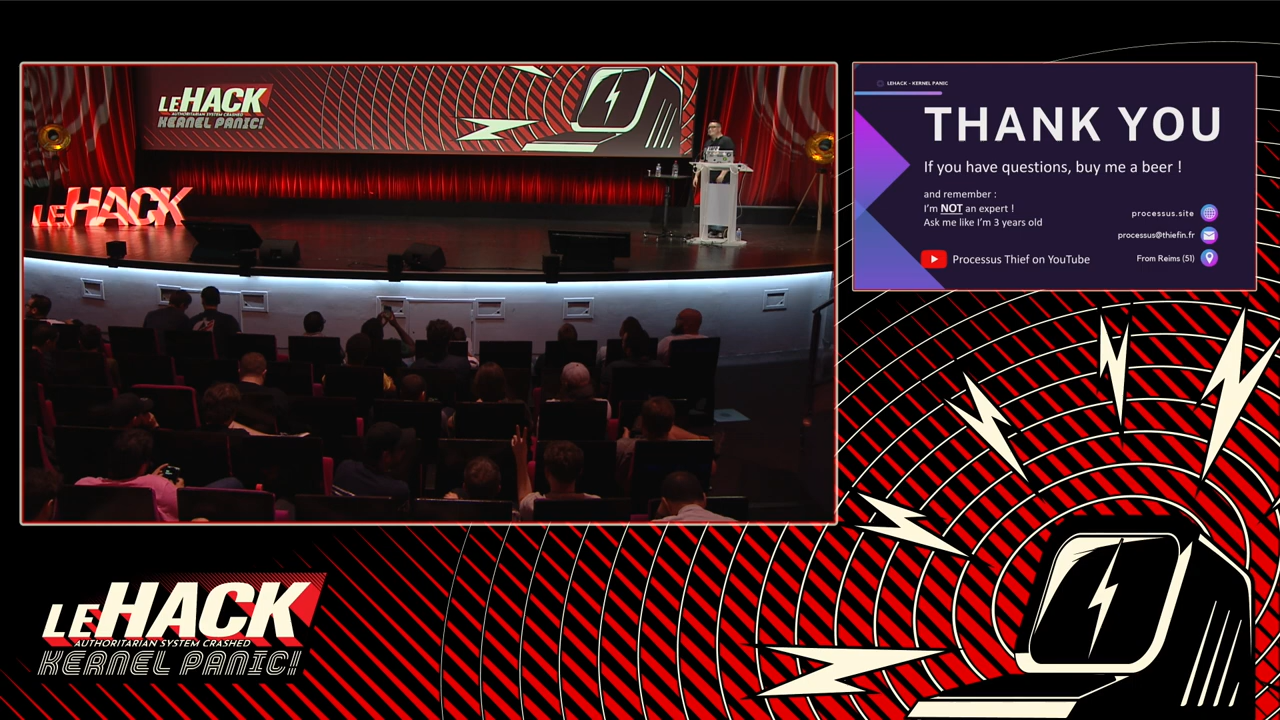 LEHACK
AUTHORITARIAN SYSTEM CRASHED
KERNEL PANIC!
LEHACK
LEHACK - KERNEL PANIC
THANK YOU
If you have questions, buy me a beer !
and remember :
I'm NOT an expert !
Ask me like I'm 3 years old
processus.site
processus@thiefin.fr
From Reims (51)
Processus Thief on YouTube
LEHACK
AUTHORITARIAN SYSTEM CRASHED
KERNEL PANIC!